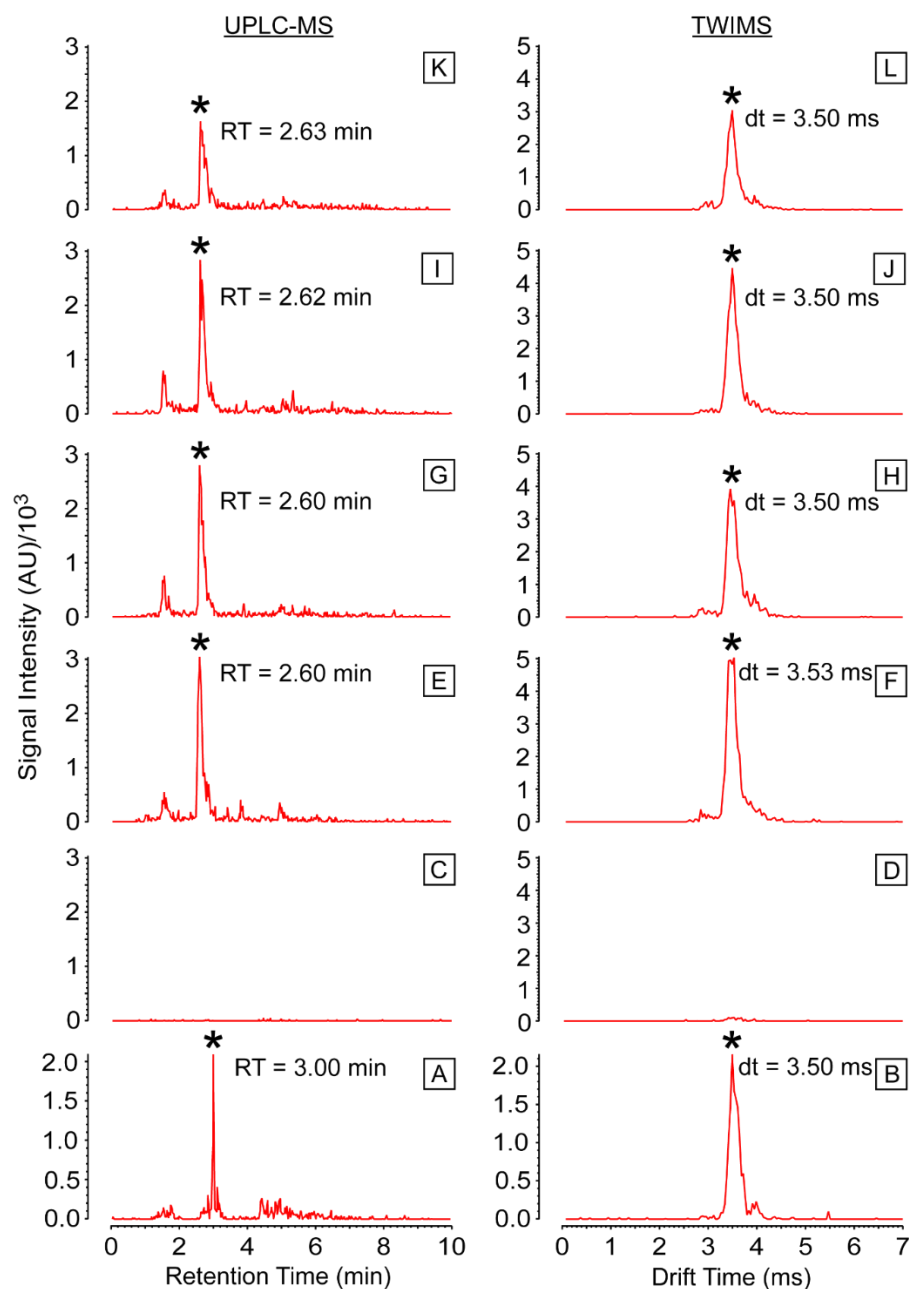 UPLC-MS
TWIMS
3
2
1
0
K
*
RT = 2.63 min
5
4
3
2
1
0
L
*
dt = 3.50 ms
3
2
1
0
I
*
RT = 2.62 min
5
4
3
2
1
0
J
*
dt = 3.50 ms
3
2
1
0
G
*
RT = 2.60 min
5
4
3
2
1
0
H
*
dt = 3.50 ms
Signal Intensity (AU)/10³
3
2
1
0
E
*
RT = 2.60 min
5
4
3
2
1
0
F
*
dt = 3.53 ms
3
2
1
0
C
5
4
3
2
1
0
D
2.0
1.5
1.0
0.5
0.0
A
*
RT = 3.00 min
2.0
1.5
1.0
0.5
0.0
B
*
dt = 3.50 ms
0 2 4 6 8 10
Retention Time (min)
0 1 2 3 4 5 6 7
Drift Time (ms)